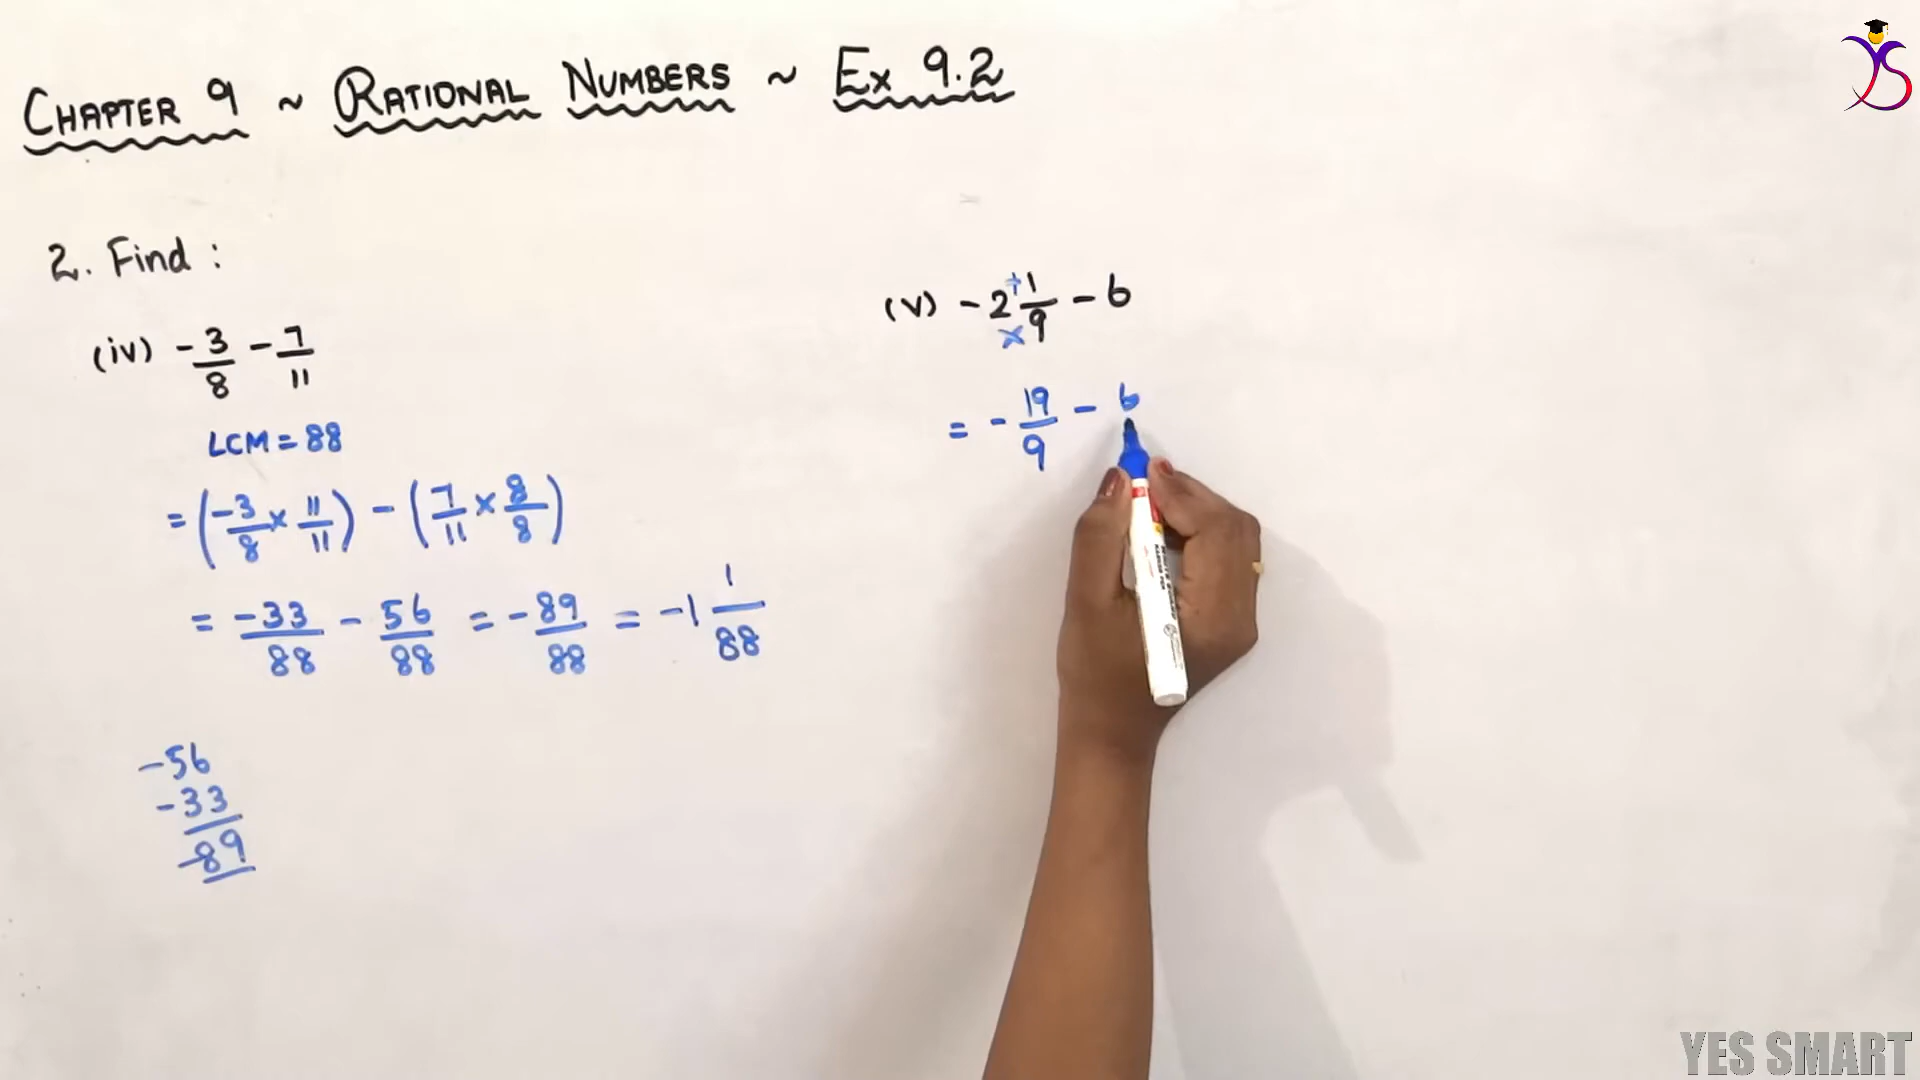 CHAPTER 9 ~ RATIONAL NUMBERS ~ Ex 9.2
2. Find :
(iv) -3/8 - 7/11
LCM = 88
= (-3/8 × 11/11) - (7/11 × 8/8)
= -33/88 - 56/88 = -89/88 = -1 1/88
-56
-33
-89
(v) -2 + 1/9 - 6
×
= - 19/9 - 6
YS
YES SMART